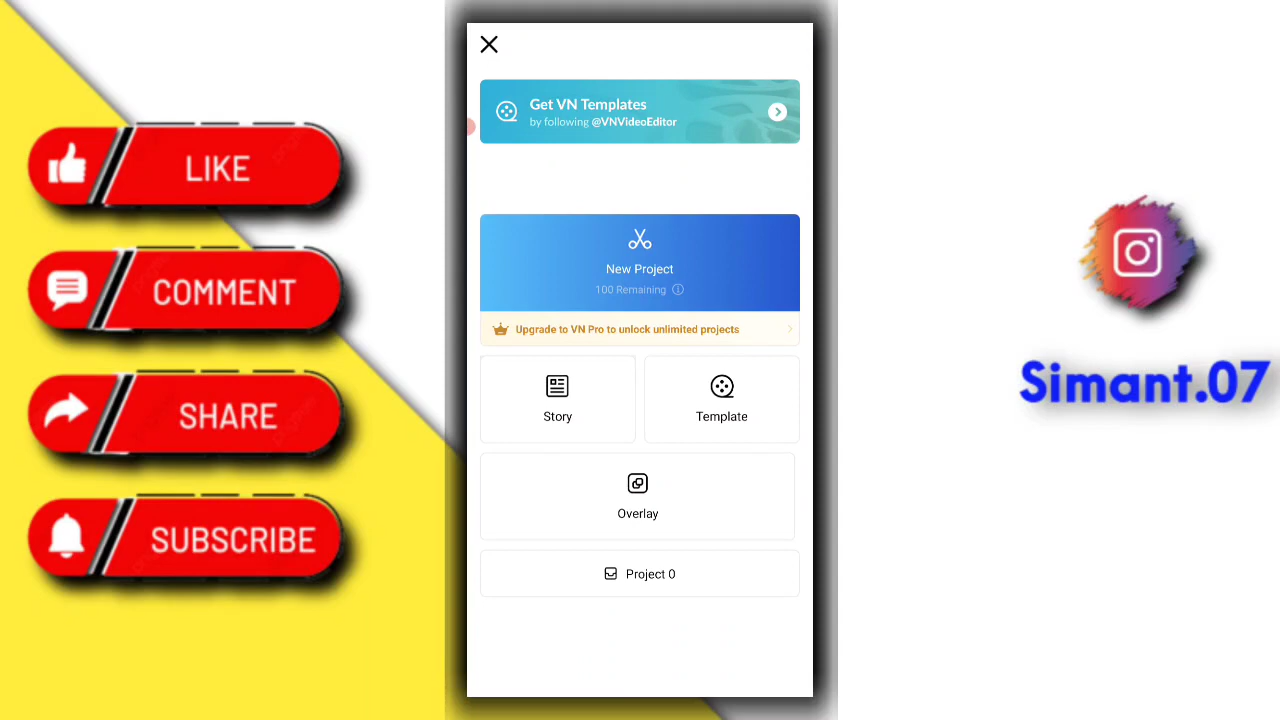 LIKE
COMMENT
SHARE
SUBSCRIBE
Get VN Templates
by following @VNVideoEditor
New Project
100 Remaining
Upgrade to VN Pro to unlock unlimited projects
Story
Template
Overlay
Project 0
Simant.07